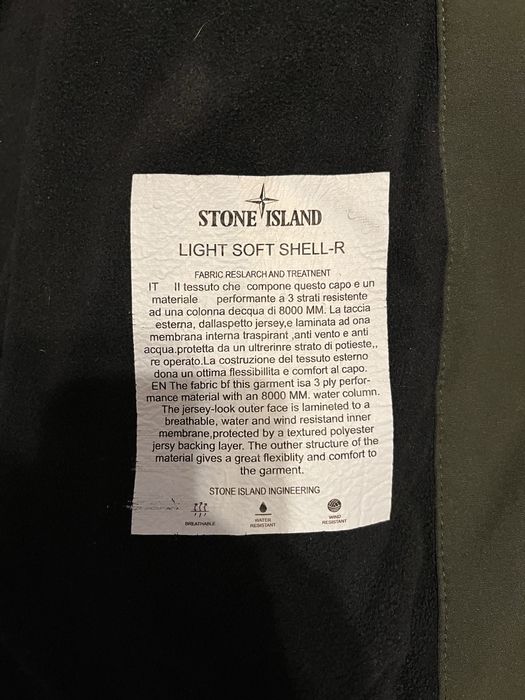 STONE ISLAND
LIGHT SOFT SHELL-R
FABRIC RESLARCH AND TREATNENT
IT Il tessuto che compone questo capo e un
materiale performante a 3 strati resistente
ad una colonna decqua di 8000 MM. La taccia
esterna, dallaspetto jersey,e laminata ad ona
membrana interna traspirant ,anti vento e anti
acqua.protetta da un ultrerinre strato di potieste,,
re operato.La costruzione del tessuto esterno
dona un ottima flessibillita e comfort al capo.
EN The fabric bf this garment isa 3 ply perfor-
mance material with an 8000 MM. water column.
The jersey-look outer face is lamineted to a
breathable, water and wind resistand inner
membrane,protected by a textured polyester
jersy backing layer. The outher structure of the
material gives a great flexiblity and comfort to
the garment.
STONE ISLAND INGINEERING
BREATHABLE
WATER
RESISTANT
WIND
RESISTANT